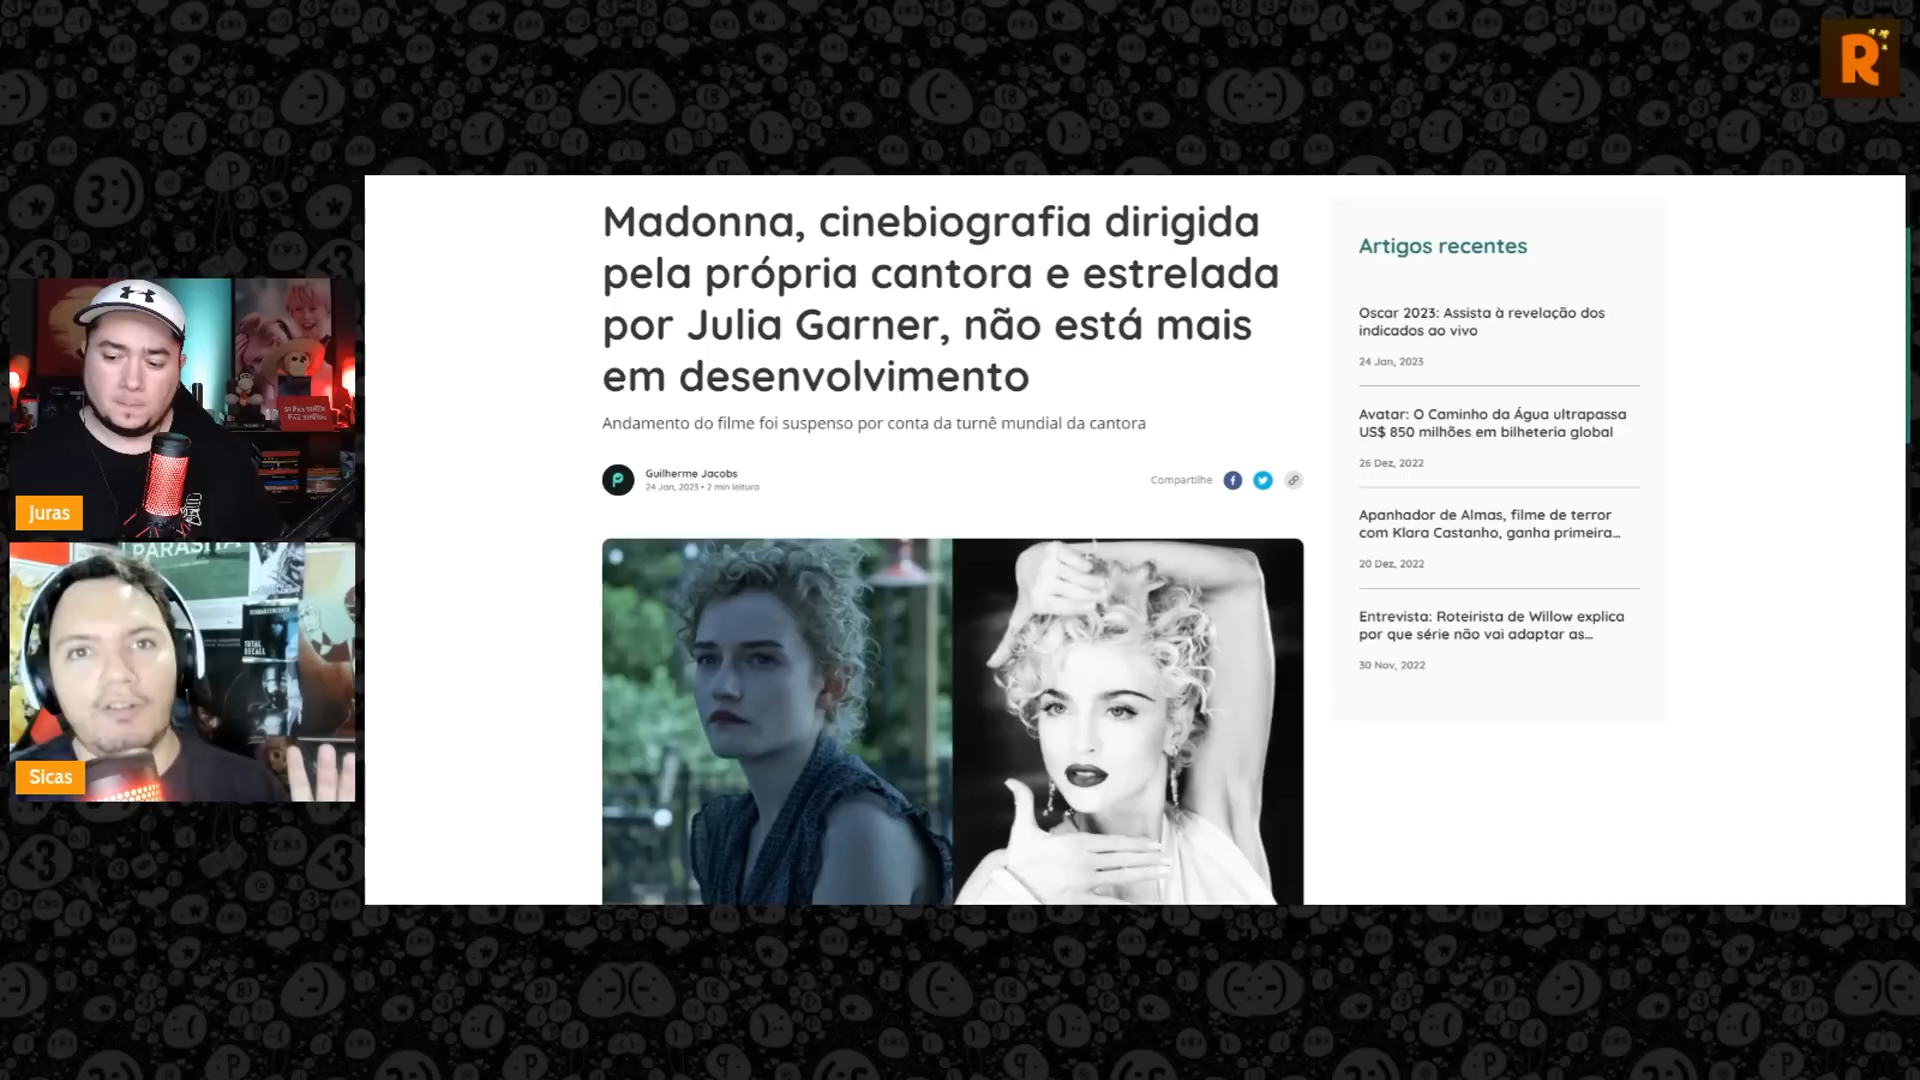 R
Madonna, cinebiografia dirigida
pela própria cantora e estrelada
por Julia Garner, não está mais
em desenvolvimento
Andamento do filme foi suspenso por conta da turnê mundial da cantora
Guilherme Jacobs
24 Jan, 2023 • 2 min leitura
Compartilhe
Artigos recentes
Oscar 2023: Assista à revelação dos
indicados ao vivo
24 Jan, 2023
Avatar: O Caminho da Água ultrapassa
US$ 850 milhões em bilheteria global
26 Dez, 2022
Apanhador de Almas, filme de terror
com Klara Castanho, ganha primeira...
20 Dez, 2022
Entrevista: Roteirista de Willow explica
por que série não vai adaptar as...
30 Nov, 2022
Juras
PARASITA
TOTAL
RECALL
Sicas